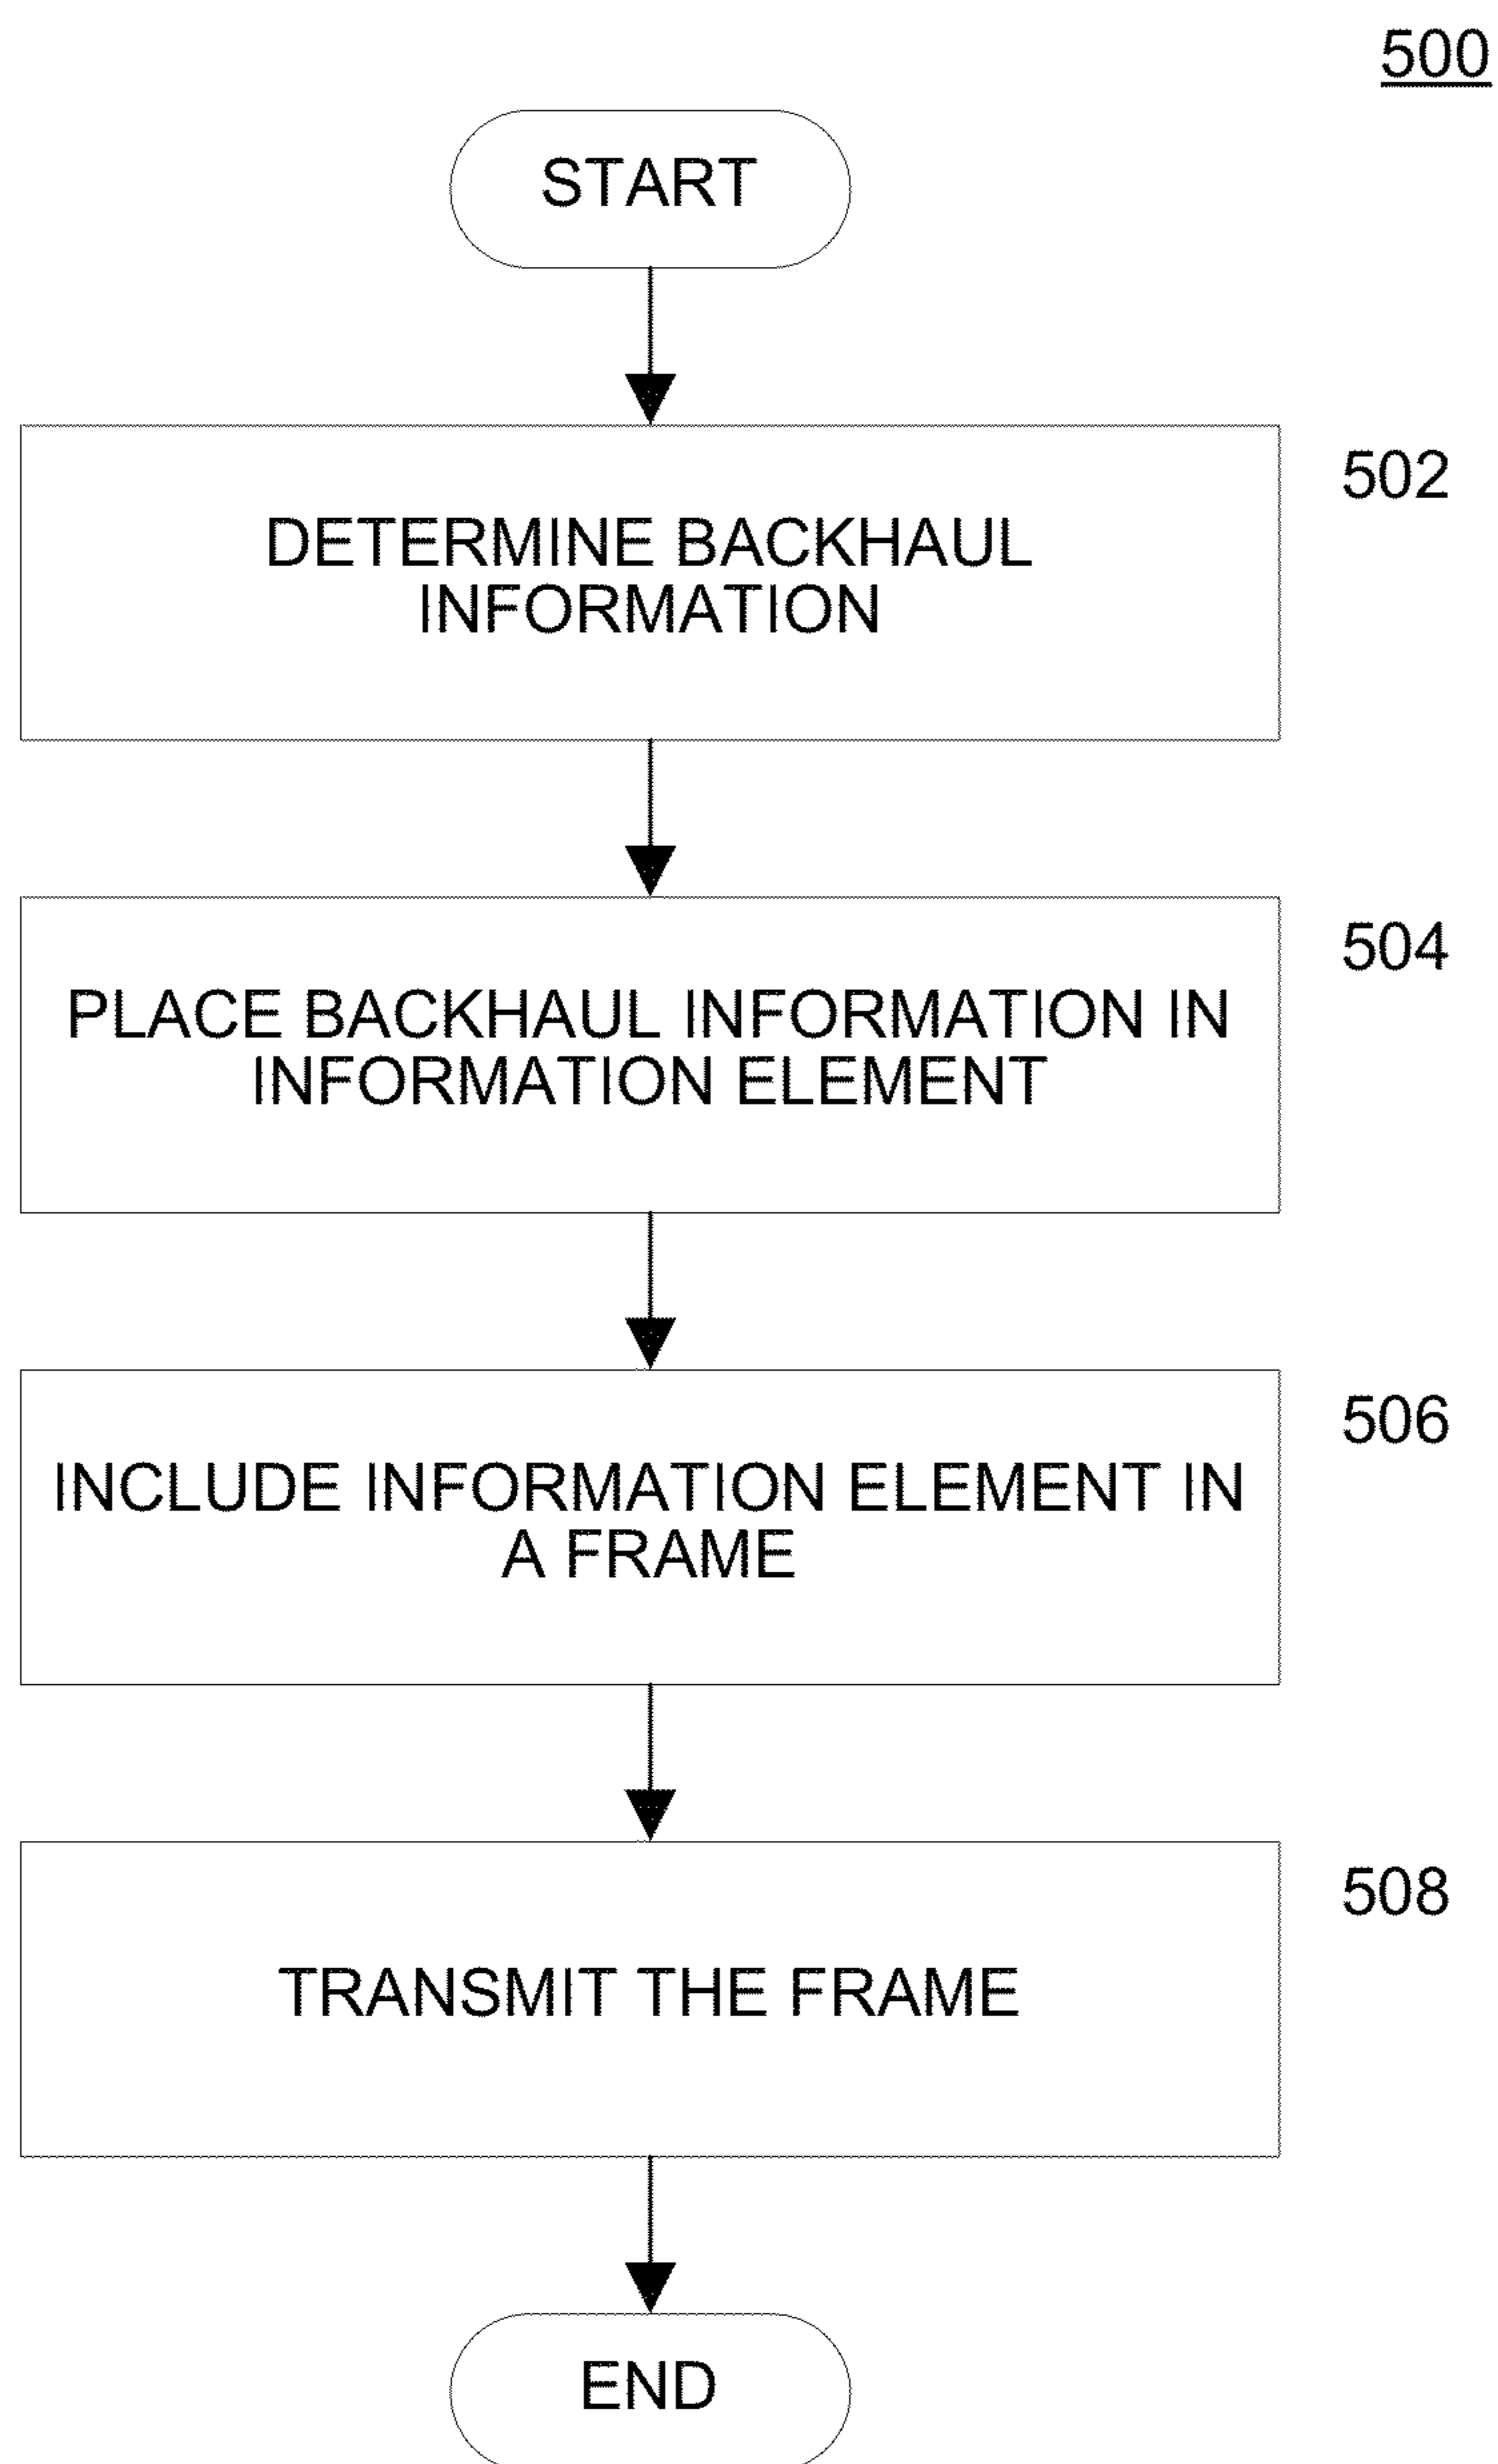 500
START
502
DETERMINE BACKHAUL
INFORMATION
504
PLACE BACKHAUL INFORMATION IN
INFORMATION ELEMENT
506
INCLUDE INFORMATION ELEMENT IN
A FRAME
508
TRANSMIT THE FRAME
END